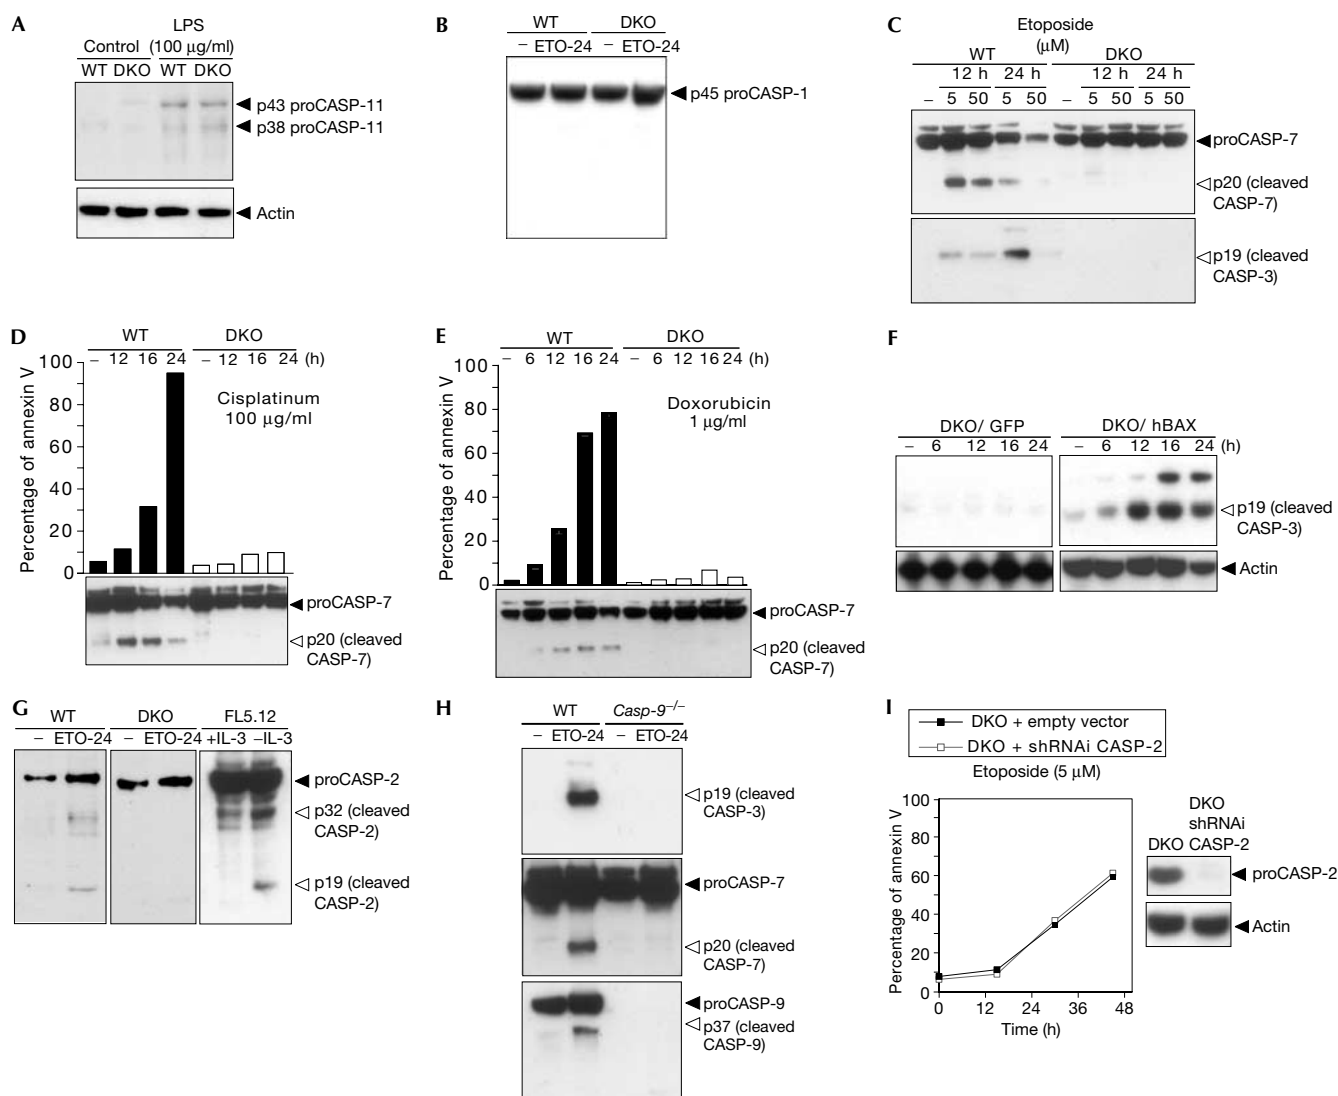 A
LPS
Control (100 µg/ml)
WT DKO WT DKO
p43 proCASP-11
p38 proCASP-11
Actin
B
WT DKO
– ETO-24 – ETO-24
p45 proCASP-1
C
Etoposide
(µM)
WT DKO
12 h 24 h 12 h 24 h
– 5 50 5 50 – 5 50 5 50
proCASP-7
p20 (cleaved
CASP-7)
p19 (cleaved
CASP-3)
D
WT DKO
– 12 16 24 – 12 16 24 (h)
Percentage of annexin V
100
80
60
40
20
0
Cisplatinum
100 µg/ml
proCASP-7
p20 (cleaved
CASP-7)
E
WT DKO
– 6 12 16 24 – 6 12 16 24 (h)
Percentage of annexin V
100
80
60
40
20
0
Doxorubicin
1 µg/ml
proCASP-7
p20 (cleaved
CASP-7)
F
DKO/ GFP DKO/ hBAX
– 6 12 16 24 – 6 12 16 24 (h)
p19 (cleaved
CASP-3)
Actin
G
WT DKO FL5.12
– ETO-24 – ETO-24 +IL-3 –IL-3
proCASP-2
p32 (cleaved
CASP-2)
p19 (cleaved
CASP-2)
H
WT Casp-9–/–
– ETO-24 – ETO-24
p19 (cleaved
CASP-3)
proCASP-7
p20 (cleaved
CASP-7)
proCASP-9
p37 (cleaved
CASP-9)
I
DKO + empty vector
DKO + shRNAi CASP-2
Etoposide (5 µM)
Percentage of annexin V
100
80
60
40
20
0
0 12 24 36 48
Time (h)
DKO
shRNAi
DKO CASP-2
proCASP-2
Actin